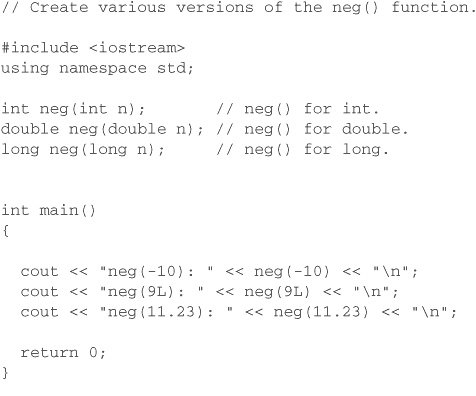 // Create various versions of the neg() function.
#include <iostream>
using namespace std;
int neg(int n);        // neg() for int.
double neg(double n); // neg() for double.
long neg(long n);      // neg() for long.
int main()
{
  cout << "neg(-10): " << neg(-10) << "\n";
  cout << "neg(9L): " << neg(9L) << "\n";
  cout << "neg(11.23): " << neg(11.23) << "\n";
  return 0;
}